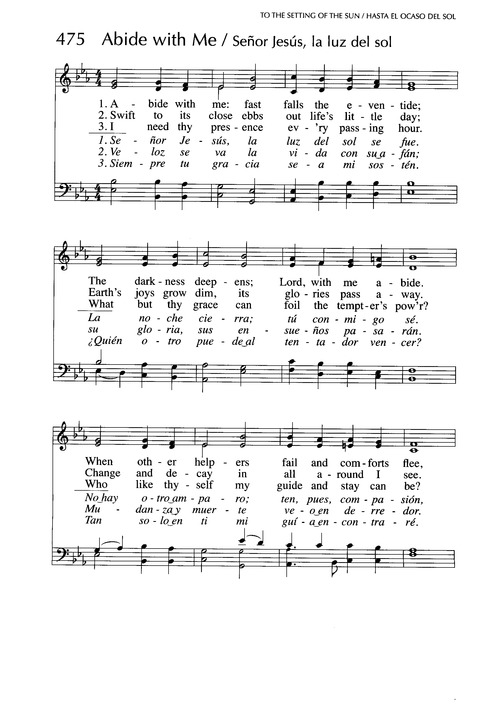 TO THE SETTING OF THE SUN / HASTA EL OCASO DEL SOL
475 Abide with Me / Señor Jesús, la luz del sol
1. A - bide with me: fast falls the e - ven - tide;
2. Swift to its close ebbs out life's lit - tle day;
3. I need thy pres - ence ev - 'ry pass - ing hour.
1. Se - ñor Je - sús, la luz del sol se fue.
2. Ve - loz se va la vi - da con su a - fán;
3. Siem - pre tu gra - cia se - a mi sos - tén.
The dark - ness deep - ens; Lord, with me a - bide.
Earth's joys grow dim, its glo - ries pass a - way.
What but thy grace can foil the tempt - er's pow'r?
La no - che cie - rra; tú con - mi - go sé.
su glo - ria, sus en - sue - ños pa - sa - rán.
¿Quién o - tro pue - de al ten - ta - dor ven - cer?
When oth - er help - ers fail and com - forts flee,
Change and de - cay in all a - round I see.
Who like thy - self my guide and stay can be?
No hay o - tro am - pa - ro; ten, pues, com - pa - sión,
Mu - dan - za y muer - te ve - o en de - rre - dor.
Tan so - lo en ti mi guí - a en - con - tra - ré.